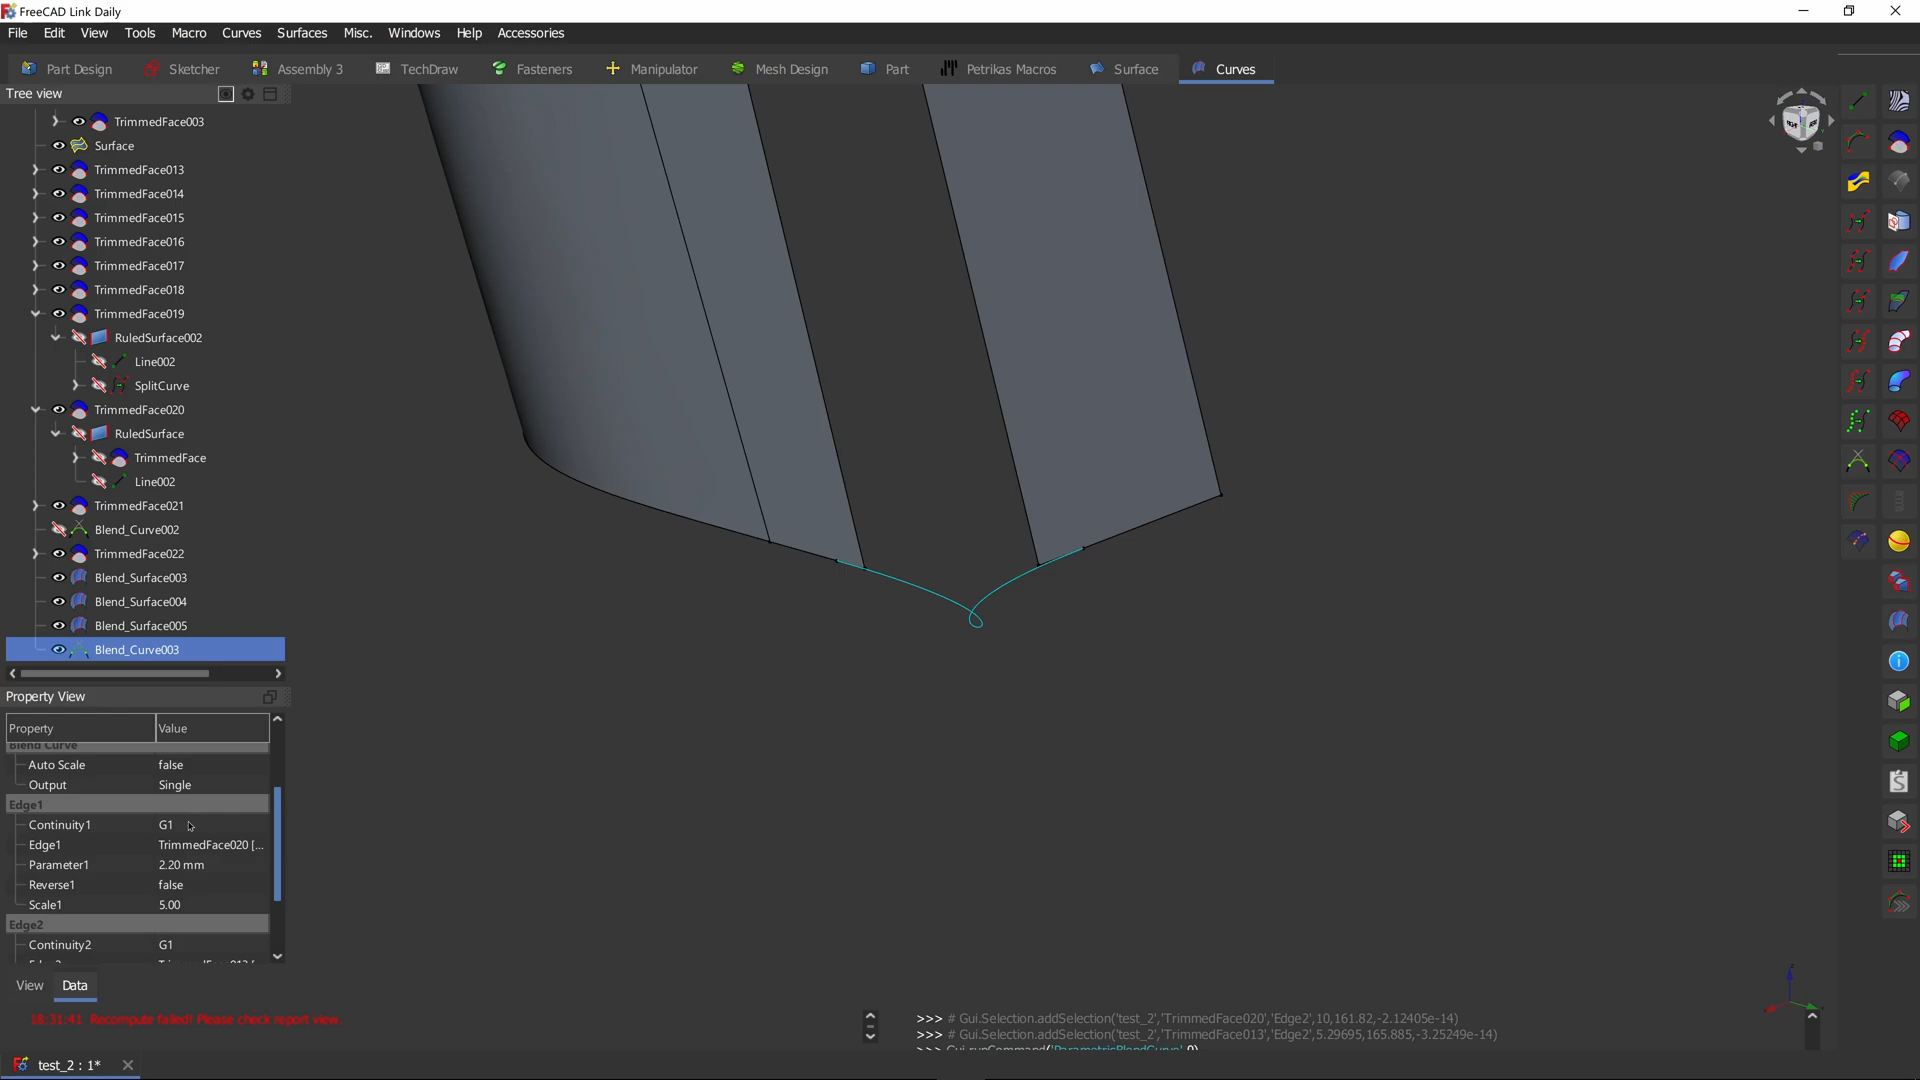 FreeCAD Link Daily
File Edit View Tools Macro Curves Surfaces Misc. Windows Help Accessories
Part Design Sketcher Assembly 3 TechDraw Fasteners Manipulator Mesh Design Part Petrikas Macros Surface Curves
Tree view
TrimmedFace003
Surface
TrimmedFace013
TrimmedFace014
TrimmedFace015
TrimmedFace016
TrimmedFace017
TrimmedFace018
TrimmedFace019
RuledSurface002
Line002
SplitCurve
TrimmedFace020
RuledSurface
TrimmedFace
Line002
TrimmedFace021
Blend_Curve002
TrimmedFace022
Blend_Surface003
Blend_Surface004
Blend_Surface005
Blend_Curve003
Property View
Property Value
Blend Curve
Auto Scale false
Output Single
Edge1
Continuity1 G1
Edge1 TrimmedFace020 [...
Parameter1 2.20 mm
Reverse1 false
Scale1 5.00
Edge2
Continuity2 G1
View Data
18:31:41 Recompute failed! Please check report view.
>>> # Gui.Selection.addSelection('test_2','TrimmedFace020','Edge2',10,161.82,-2.12405e-14)
>>> # Gui.Selection.addSelection('test_2','TrimmedFace013','Edge2',5.29695,165.885,-3.25249e-14)
>>> Gui.runCommand('ParametricBlendCurve',0)
test_2 : 1*